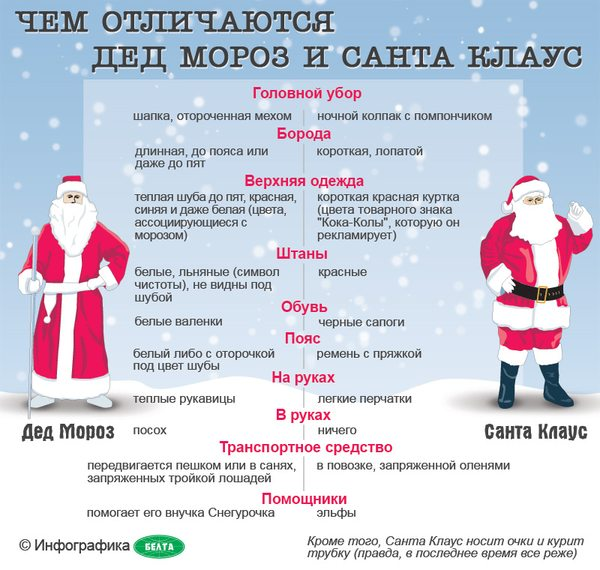 ЧЕМ ОТЛИЧАЮТСЯ
ДЕД МОРОЗ И САНТА КЛАУС
Головной убор
шапка, отороченная мехом
ночной колпак с помпончиком
Борода
длинная, до пояса или
даже до пят
короткая, лопатой
Верхняя одежда
теплая шуба до пят, красная,
синяя и даже белая (цвета,
ассоциирующиеся с
морозом)
короткая красная куртка
(цвета товарного знака
"Кока-Колы", которую он
рекламирует)
Штаны
белые, льняные (символ
чистоты), не видны под
шубой
красные
Обувь
белые валенки
черные сапоги
Пояс
белый либо с оторочкой
под цвет шубы
ремень с пряжкой
На руках
теплые рукавицы
легкие перчатки
В руках
посох
ничего
Дед Мороз
Санта Клаус
Транспортное средство
передвигается пешком или в санях,
запряженных тройкой лошадей
в повозке, запряженной оленями
Помощники
помогает его внучка Снегурочка
эльфы
© Инфографика БЕЛТА
Кроме того, Санта Клаус носит очки и курит
трубку (правда, в последнее время все реже)